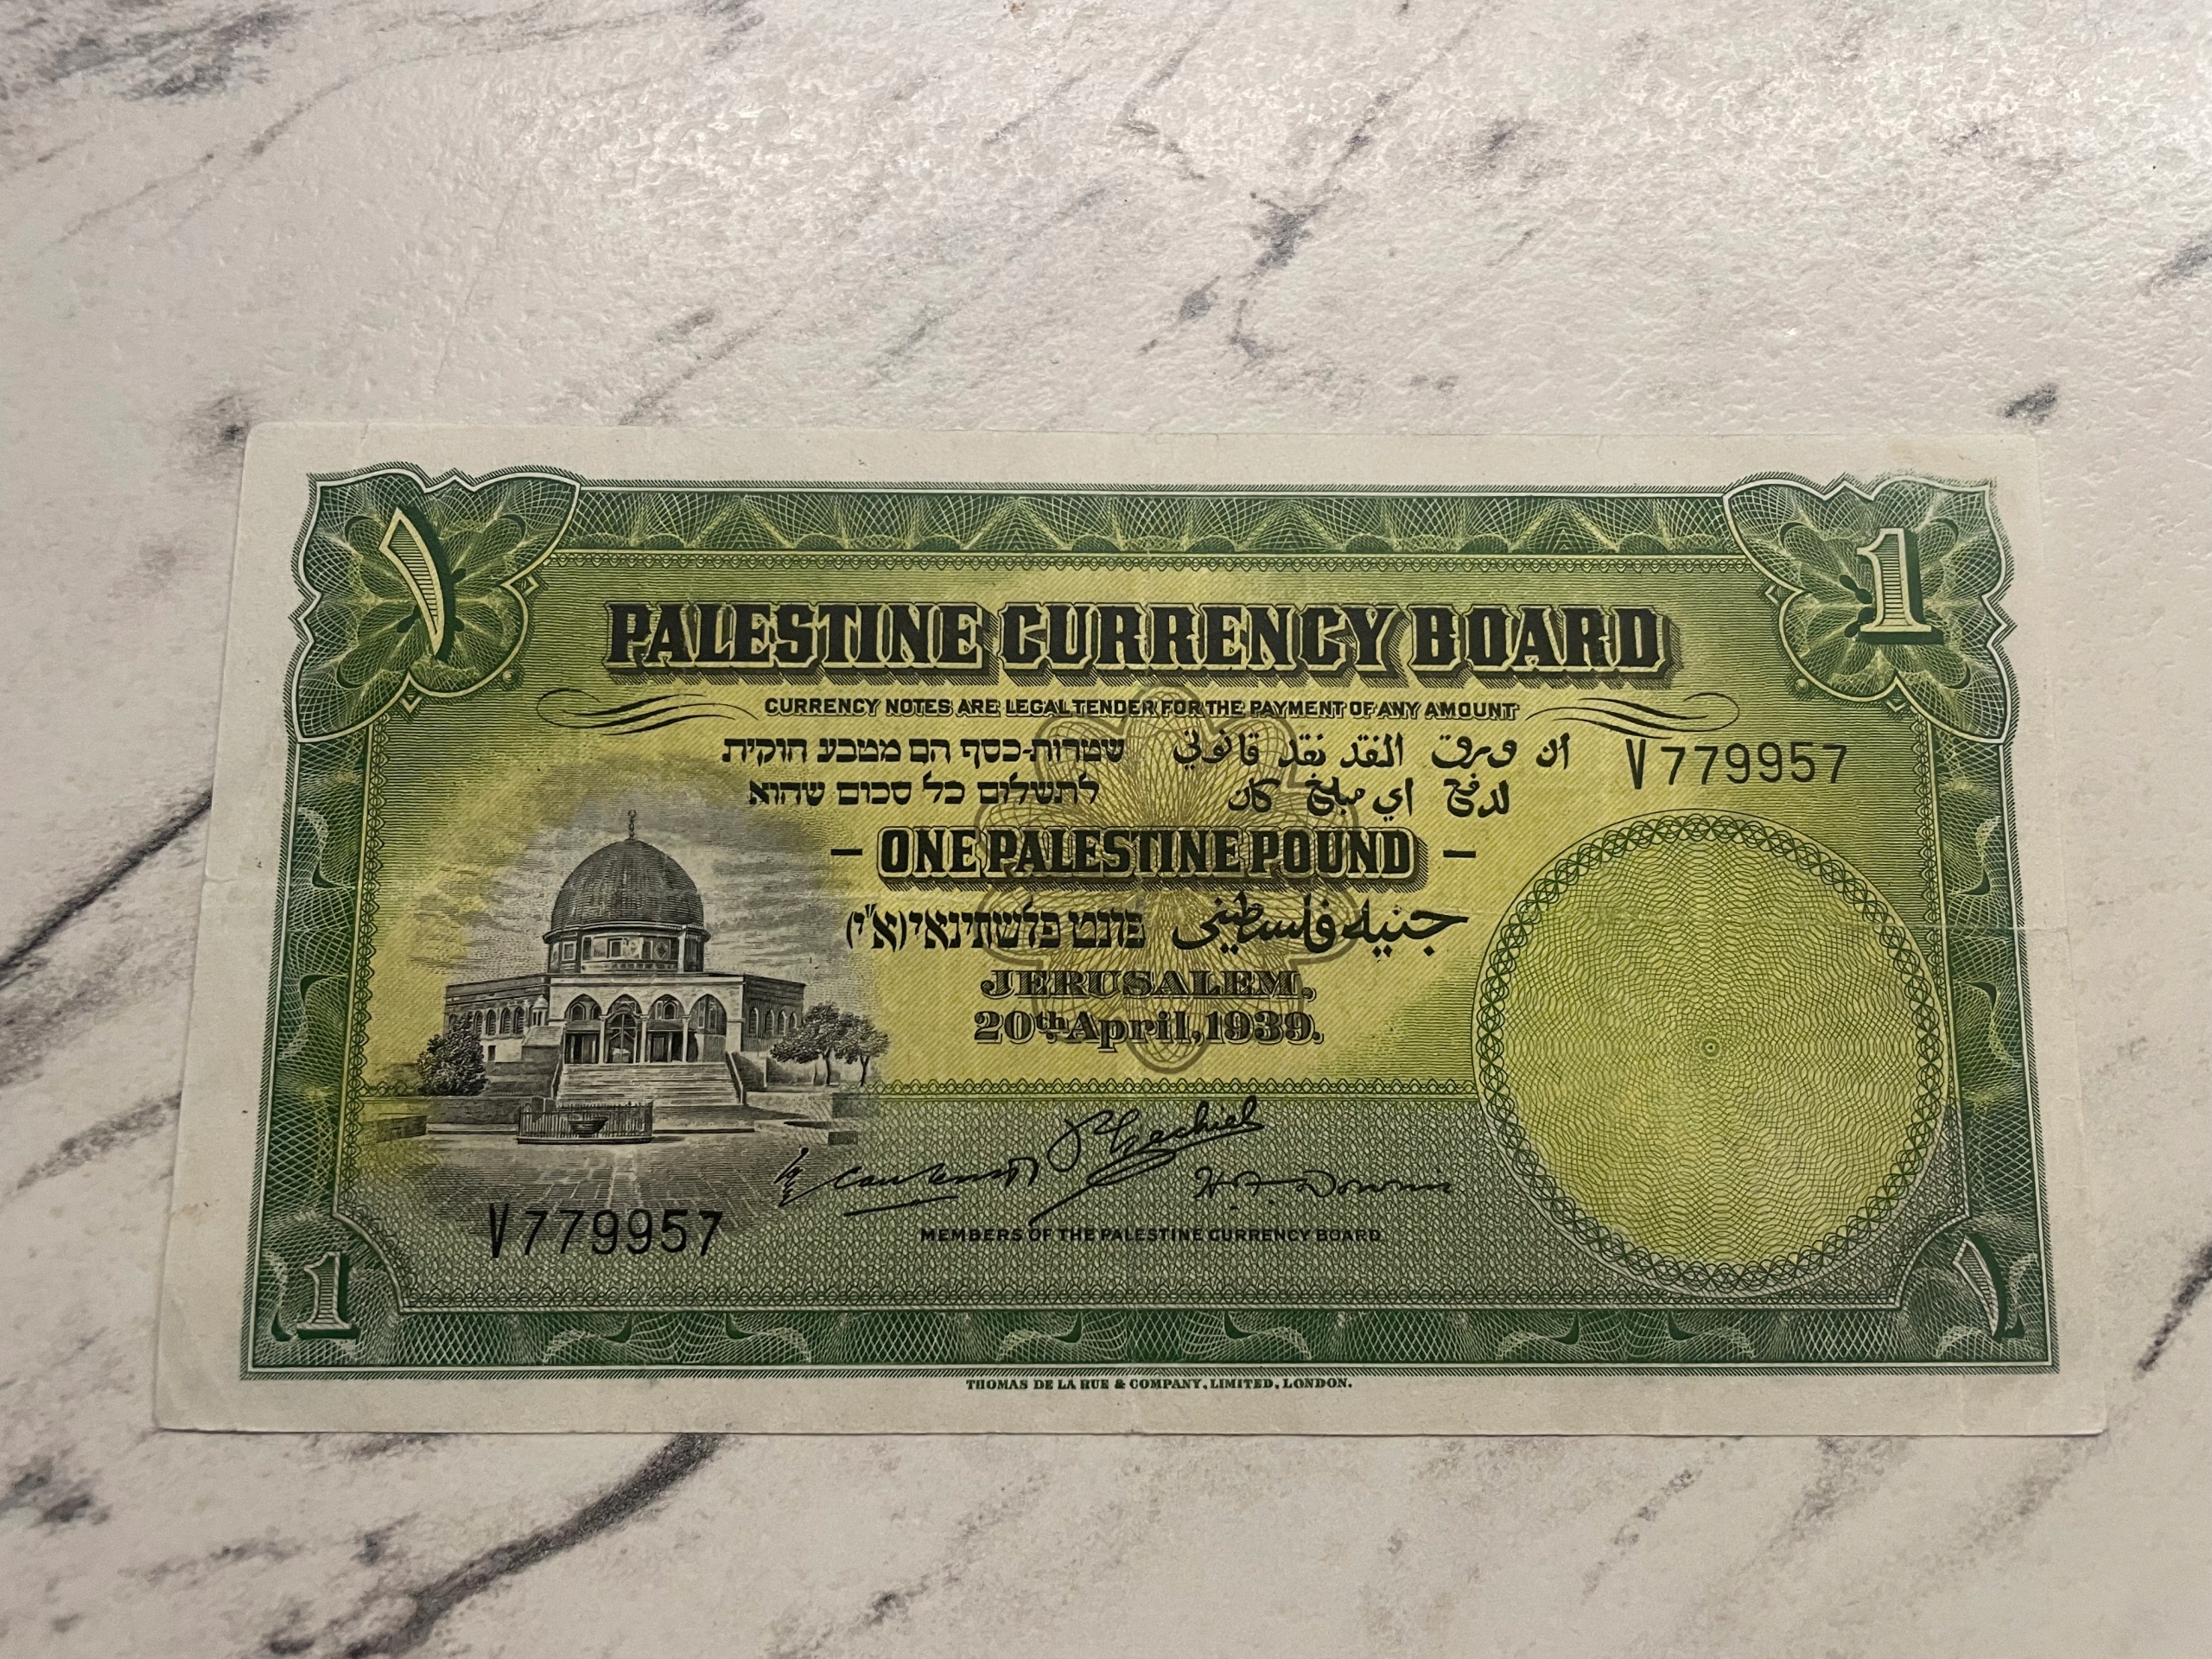 ١
1
PALESTINE CURRENCY BOARD
CURRENCY NOTES ARE LEGAL TENDER FOR THE PAYMENT OF ANY AMOUNT
שטרות-כסף הם מטבע חוקית
לתשלום כל סכום שהוא
ان ورق النقد نقد قانوني
لدفع اي مبلغ كان
V779957
— ONE PALESTINE POUND —
פונט פלשתינאי (א״י)
جنيه فلسطيني
JERUSALEM,
20th April, 1939.
P Ezechiel
H. F. Downie
MEMBERS OF THE PALESTINE CURRENCY BOARD
V779957
1
١
THOMAS DE LA RUE & COMPANY, LIMITED, LONDON.